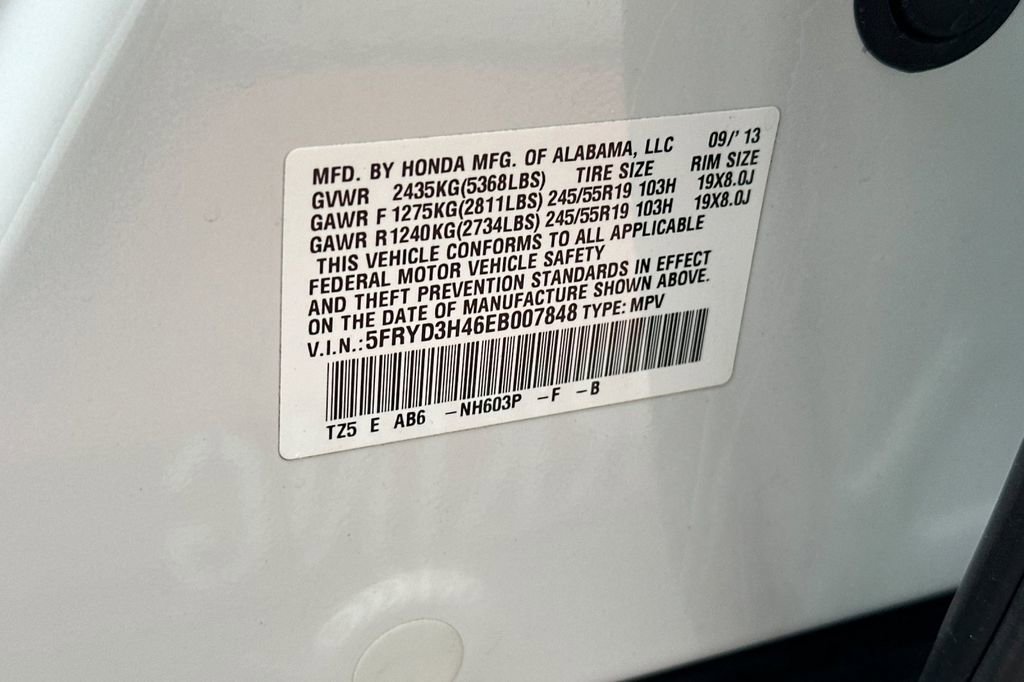 MFD. BY HONDA MFG. OF ALABAMA, LLC 09/' 13
GVWR 2435KG(5368LBS) TIRE SIZE RIM SIZE
GAWR F 1275KG(2811LBS) 245/55R19 103H 19X8.0J
GAWR R1240KG(2734LBS) 245/55R19 103H 19X8.0J
THIS VEHICLE CONFORMS TO ALL APPLICABLE
FEDERAL MOTOR VEHICLE SAFETY
AND THEFT PREVENTION STANDARDS IN EFFECT
ON THE DATE OF MANUFACTURE SHOWN ABOVE.
V.I.N.:5FRYD3H46EB007848 TYPE: MPV
TZ5 E AB6 -NH603P -F -B